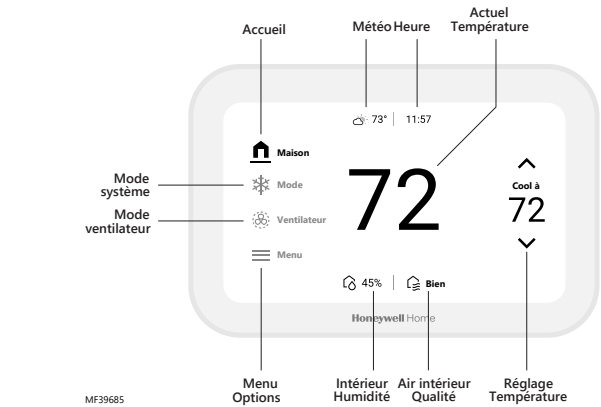 Accueil
Météo Heure
Actuel
Température
73°
11:57
Maison
Mode
Ventilateur
Menu
72
Cool à
72
Mode
système
Mode
ventilateur
45%
Bien
Honeywell Home
Menu
Options
Intérieur
Humidité
Air intérieur
Qualité
Réglage
Température
MF39685